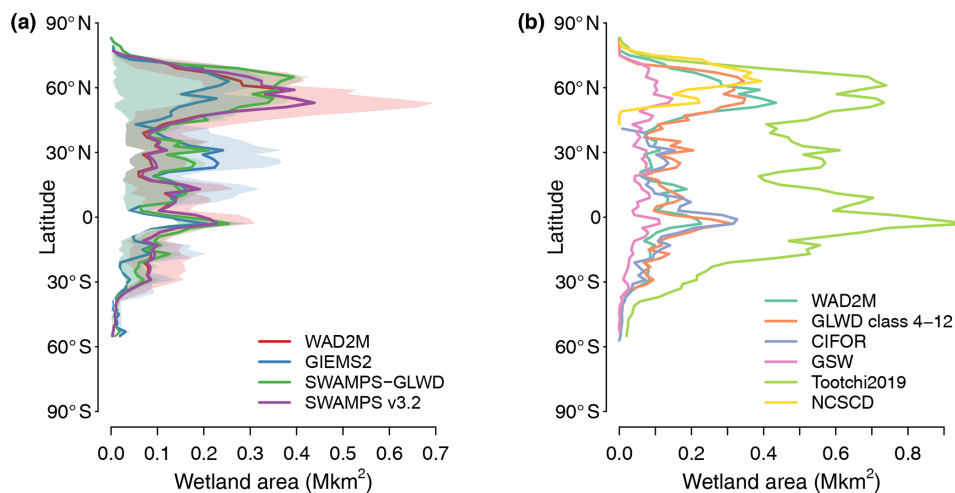 (a)
90°N
60°N
30°N
0
30°S
60°S
90°S
Latitude
0.0 0.1 0.2 0.3 0.4 0.5 0.6 0.7
Wetland area (Mkm²)
WAD2M
GIEMS2
SWAMPS−GLWD
SWAMPS v3.2
(b)
90°N
60°N
30°N
0
30°S
60°S
90°S
Latitude
0.0 0.2 0.4 0.6 0.8
Wetland area (Mkm²)
WAD2M
GLWD class 4−12
CIFOR
GSW
Tootchi2019
NCSCD